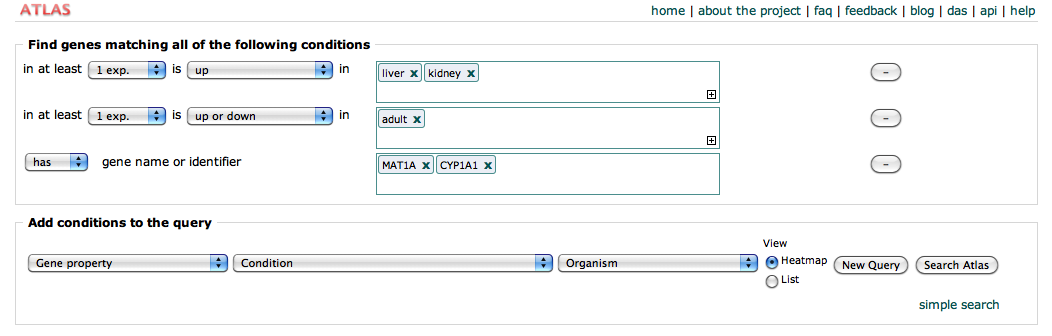 ATLAS
home | about the project | faq | feedback | blog | das | api | help
Find genes matching all of the following conditions
in at least 1 exp. is up in liver x kidney x -
in at least 1 exp. is up or down in adult x -
has gene name or identifier MAT1A x CYP1A1 x -
Add conditions to the query
View
Gene property Condition Organism Heatmap New Query Search Atlas
List
simple search